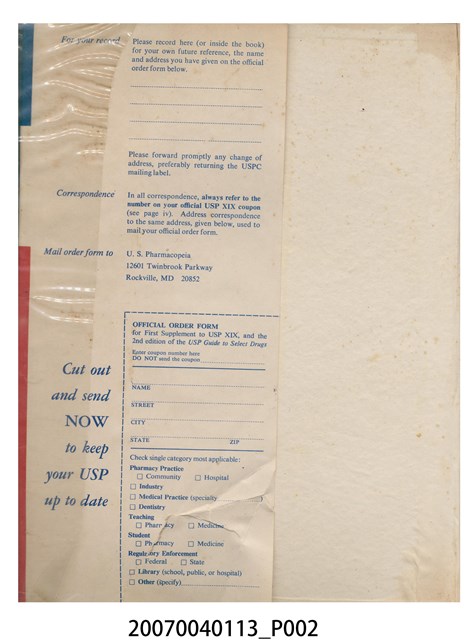 For your record
Please record here (or inside the book)
for your own future reference, the name
and address you have given on the official
order form below.
Please forward promptly any change of
address, preferably returning the USPC
mailing label.
Correspondence
In all correspondence, always refer to the
number on your official USP XIX coupon
(see page iv). Address correspondence
to the same address, given below, used to
mail your official order form.
Mail order form to
U. S. Pharmacopeia
12601 Twinbrook Parkway
Rockville, MD 20852
Cut out
and send
NOW
to keep
your USP
up to date
OFFICIAL ORDER FORM
for First Supplement to USP XIX, and the
2nd edition of the USP Guide to Select Drugs
Enter coupon number here
DO NOT send the coupon
NAME
STREET
CITY
STATE ZIP
Check single category most applicable:
Pharmacy Practice
□ Community □ Hospital
□ Industry
□ Medical Practice (specialty )
□ Dentistry
Teaching
□ Pharmacy □ Medicine
Student
□ Pharmacy □ Medicine
Regulatory Enforcement
□ Federal □ State
□ Library (school, public, or hospital)
□ Other (specify)
20070040113_P002